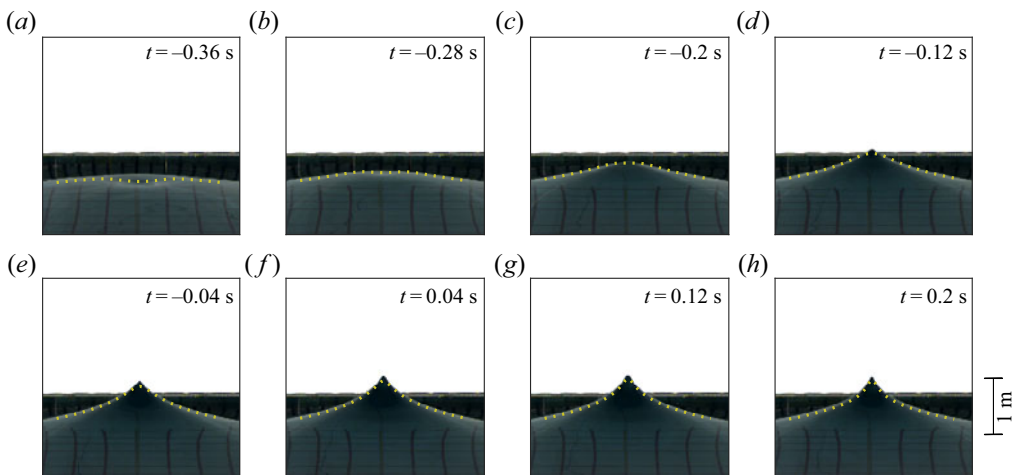 (a) (b) (c) (d)
t = –0.36 s t = –0.28 s t = –0.2 s t = –0.12 s
(e) (f) (g) (h)
t = –0.04 s t = 0.04 s t = 0.12 s t = 0.2 s
1 m